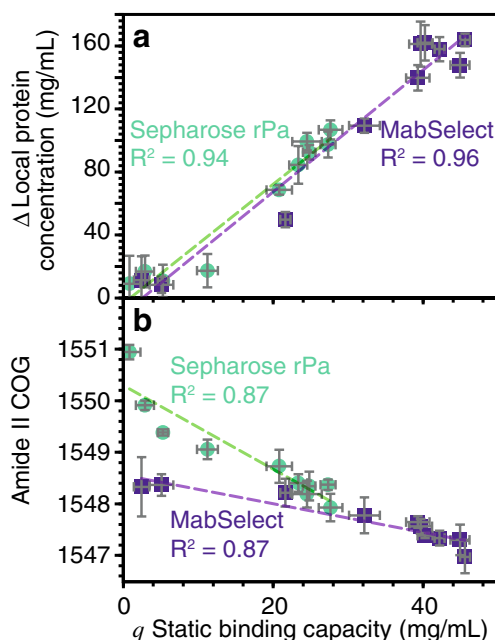 a
160
120
80
40
0
Δ Local protein
concentration (mg/mL)
Sepharose rPa
R² = 0.94
MabSelect
R² = 0.96
b
1551
1550
1549
1548
1547
Amide II COG
Sepharose rPa
R² = 0.87
MabSelect
R² = 0.87
0 20 40
q Static binding capacity (mg/mL)